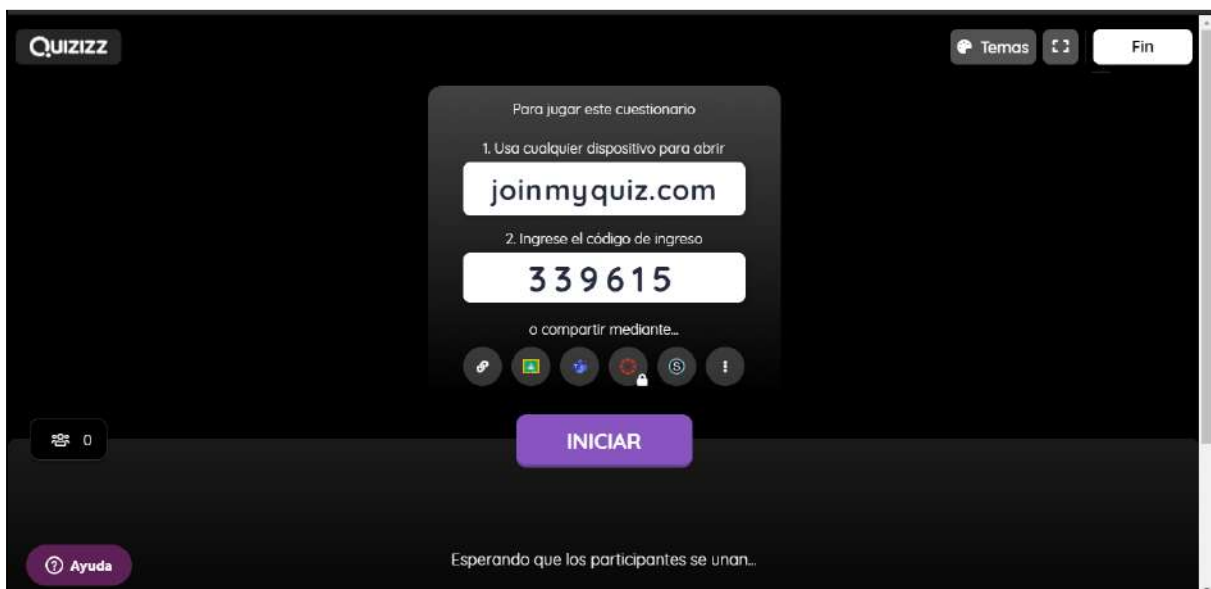 QUIZIZZ
Temas
Fin
Para jugar este cuestionario
1. Usa cualquier dispositivo para abrir
joinmyquiz.com
2. Ingrese el código de ingreso
339615
o compartir mediante...
S
0
INICIAR
Ayuda
Esperando que los participantes se unan...